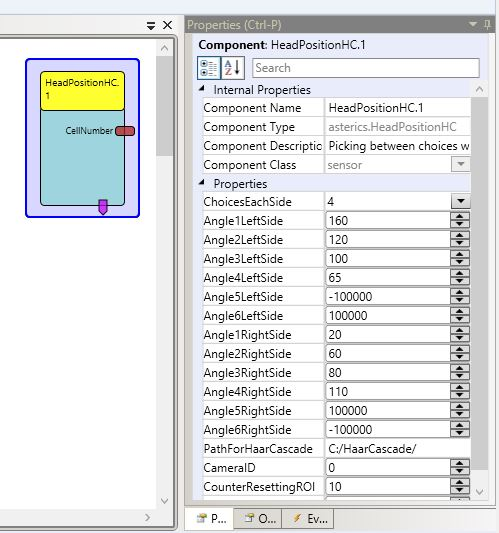 Properties (Ctrl-P)
Component: HeadPositionHC.1
Search
Internal Properties
Component Name HeadPositionHC.1
Component Type asterics.HeadPositionHC
Component Descriptio Picking between choices w
Component Class sensor
Properties
ChoicesEachSide 4
Angle1LeftSide 160
Angle2LeftSide 120
Angle3LeftSide 100
Angle4LeftSide 65
Angle5LeftSide -100000
Angle6LeftSide 100000
Angle1RightSide 20
Angle2RightSide 60
Angle3RightSide 80
Angle4RightSide 110
Angle5RightSide 100000
Angle6RightSide -100000
PathForHaarCascade C:/HaarCascade/
CameraID 0
CounterResettingROI 10
P...
O...
Ev...
HeadPositionHC.
1
CellNumber